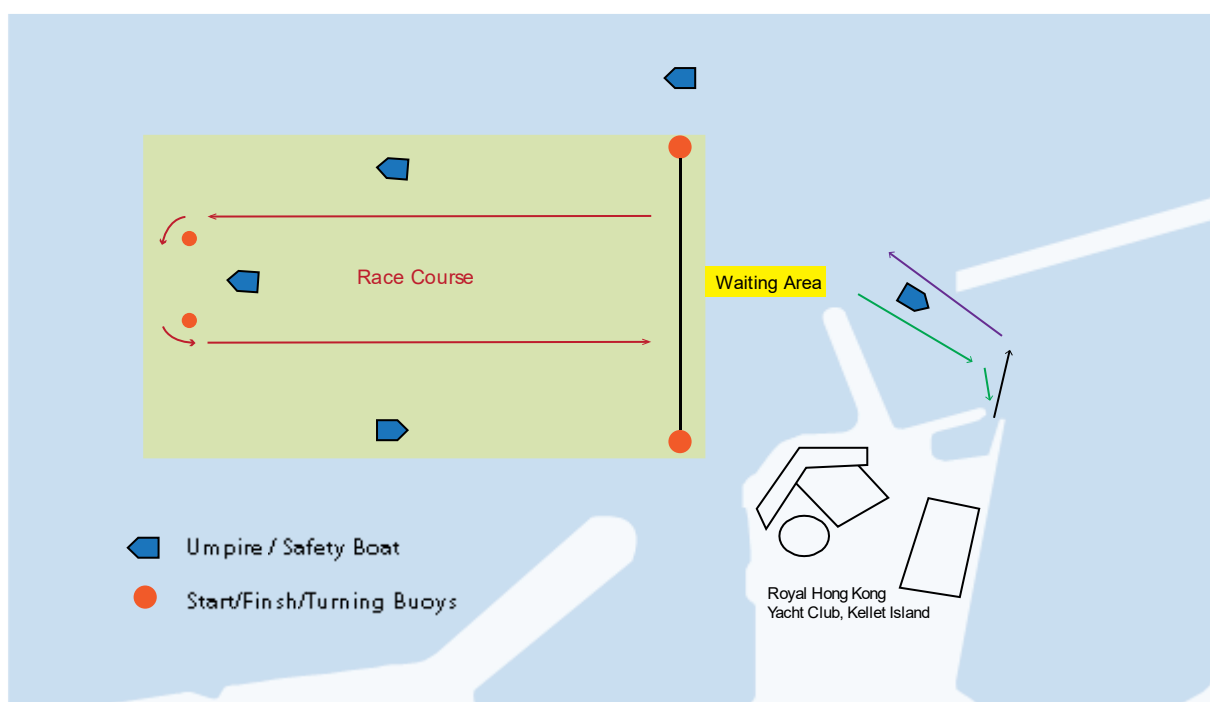 Race Course
Waiting Area
Umpire / Safety Boat
Start/Finsh/Turning Buoys
Royal Hong Kong
Yacht Club, Kellet Island